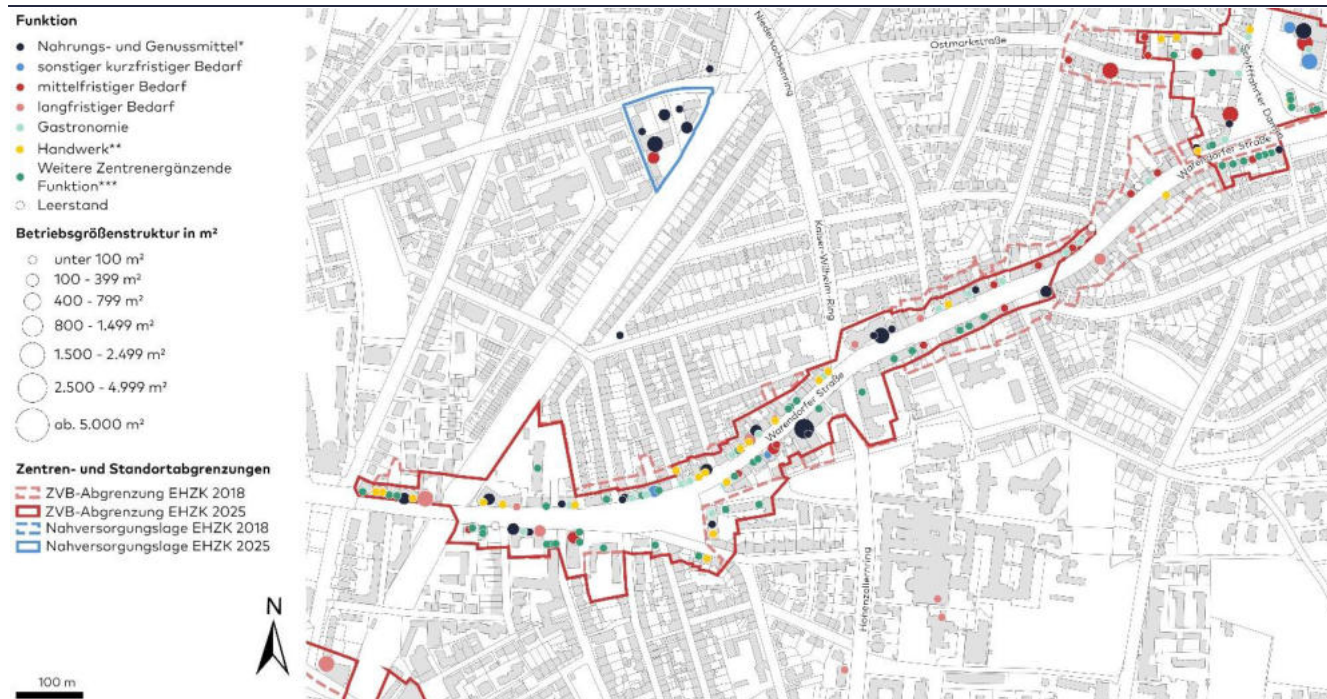 Funktion
Nahrungs- und Genussmittel*
sonstiger kurzfristiger Bedarf
mittelfristiger Bedarf
langfristiger Bedarf
Gastronomie
Handwerk**
Weitere Zentrenergänzende
Funktion***
Leerstand
Betriebsgrößenstruktur in m²
unter 100 m²
100 - 399 m²
400 - 799 m²
800 - 1.499 m²
1.500 - 2.499 m²
2.500 - 4.999 m²
ab. 5.000 m²
Zentren- und Standortabgrenzungen
ZVB-Abgrenzung EHZK 2018
ZVB-Abgrenzung EHZK 2025
Nahversorgungslage EHZK 2018
Nahversorgungslage EHZK 2025
N
100 m
Niedersachsenring
Ostmarkstraße
Schifffahrter Damm
Warendorfer Straße
Kaiser-Wilhelm-Ring
Warendorfer Straße
Hohenzollernring